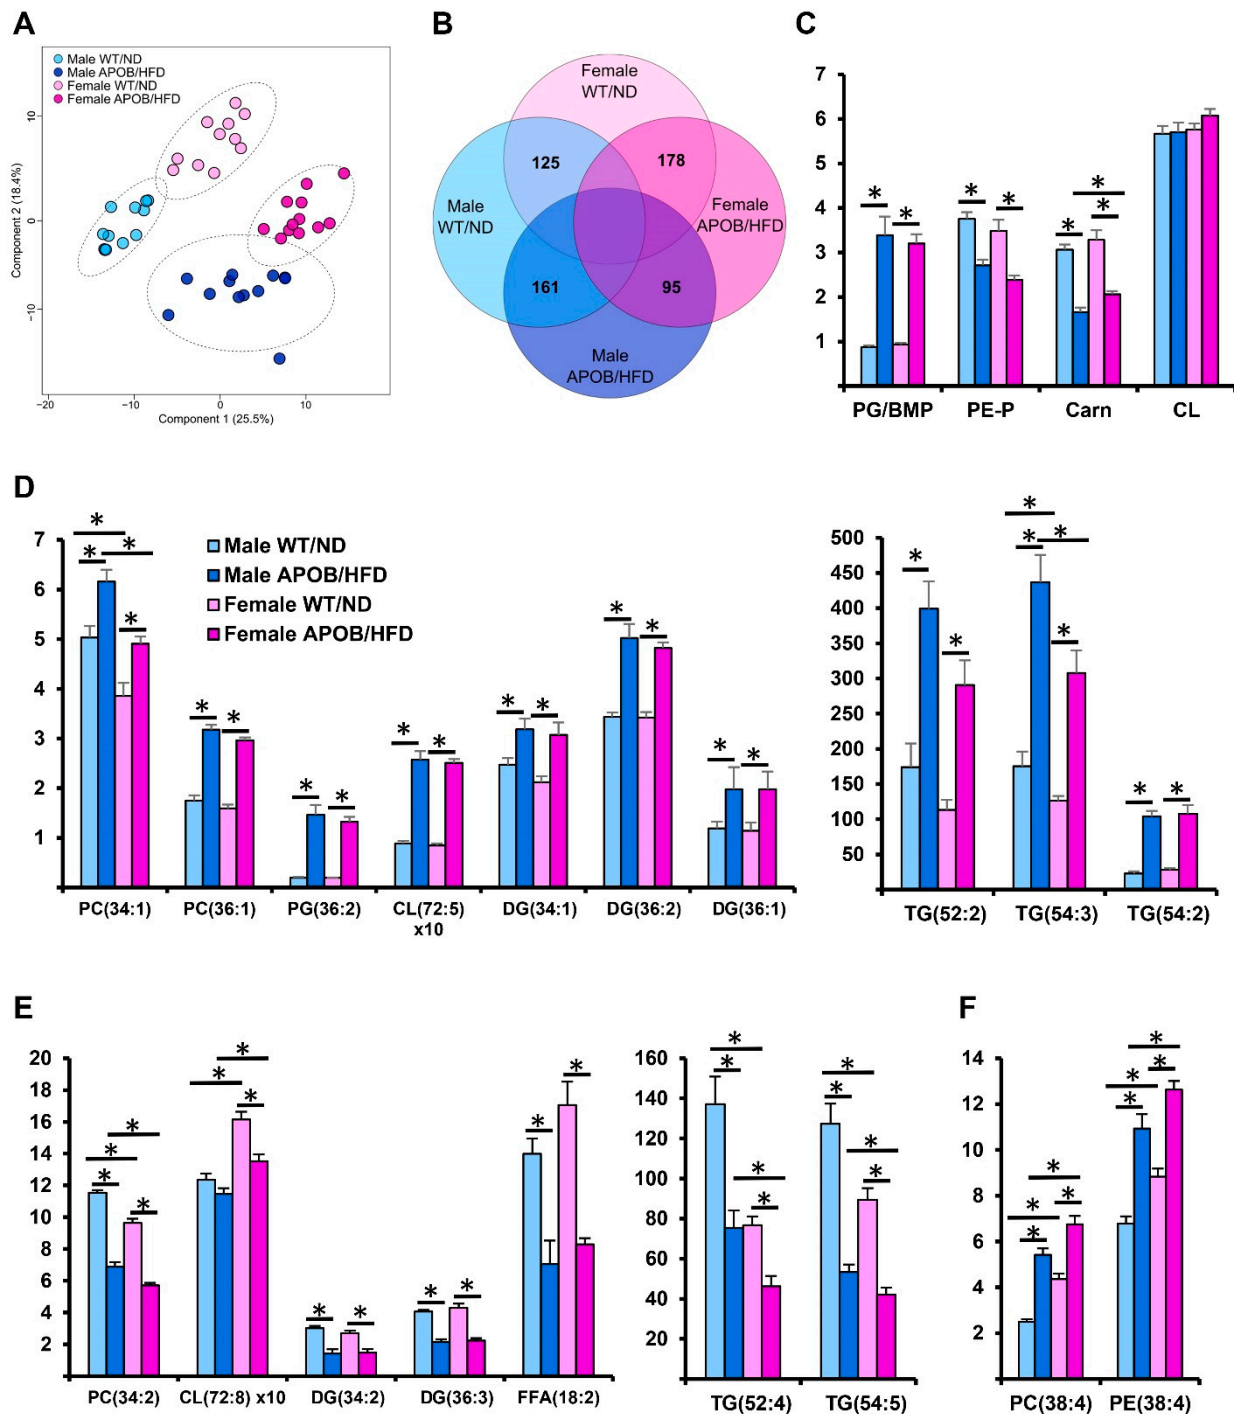 A
Male WT/ND
Male APOB/HFD
Female WT/ND
Female APOB/HFD
Component 2 (18.4%)
10
0
−10
−20
−10
0
10
Component 1 (25.5%)
B
Female
WT/ND
125
178
Male
WT/ND
Female
APOB/HFD
161
95
Male
APOB/HFD
C
7
6
5
4
3
2
1
* * * * * *
PG/BMP
PE-P
Carn
CL
D
7
6
5
4
3
2
1
Male WT/ND
Male APOB/HFD
Female WT/ND
Female APOB/HFD
* * * * * * * * * * * * * * * *
PC(34:1)
PC(36:1)
PG(36:2)
CL(72:5)
x10
DG(34:1)
DG(36:2)
DG(36:1)
500
450
400
350
300
250
200
150
100
50
* * * * * * * *
TG(52:2)
TG(54:3)
TG(54:2)
E
20
18
16
14
12
10
8
6
4
2
* * * * * * * * * * * * *
PC(34:2)
CL(72:8) x10
DG(34:2)
DG(36:3)
FFA(18:2)
160
140
120
100
80
60
40
20
* * * * * * * *
TG(52:4)
TG(54:5)
F
14
12
10
8
6
4
2
* * * * * * * *
PC(38:4)
PE(38:4)